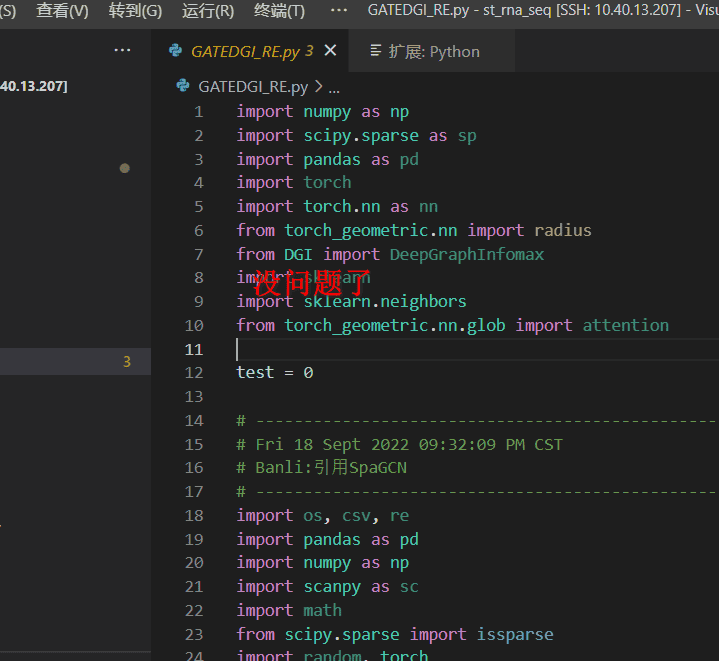 (S) 查看(V) 转到(G) 运行(R) 终端(T) ··· GATEDGI_RE.py - st_rna_seq [SSH: 10.40.13.207] - Visu
··· GATEDGI_RE.py 3 × 扩展: Python
40.13.207] GATEDGI_RE.py > ...
1 import numpy as np
2 import scipy.sparse as sp
3 import pandas as pd
4 import torch
5 import torch.nn as nn
6 from torch_geometric.nn import radius
7 from DGI import DeepGraphInfomax
8 import sklearn
没问题了
9 import sklearn.neighbors
10 from torch_geometric.nn.glob import attention
11
3
12 test = 0
13
14 # ------------------------------------------------
15 # Fri 18 Sept 2022 09:32:09 PM CST
16 # Banli:引用SpaGCN
17 # ------------------------------------------------
18 import os, csv, re
19 import pandas as pd
20 import numpy as np
21 import scanpy as sc
22 import math
23 from scipy.sparse import issparse
24 import random, torch